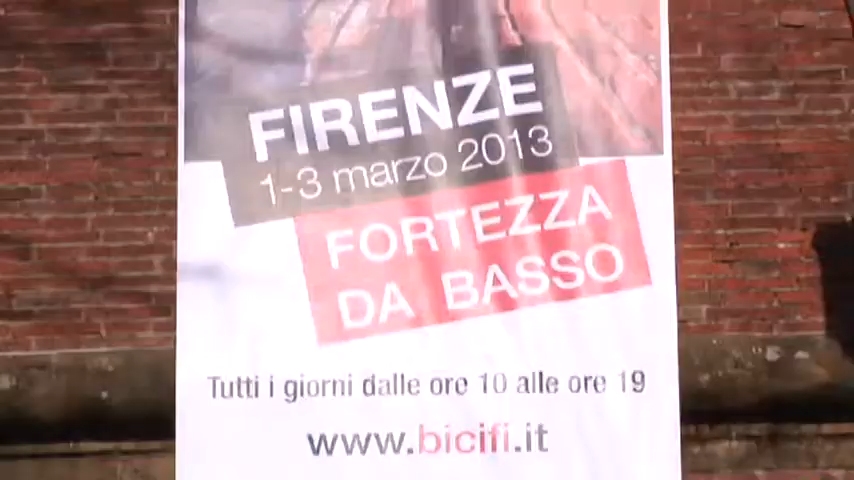 FIRENZE
1-3 marzo 2013
FORTEZZA
DA BASSO
Tutti i giorni dalle ore 10 alle ore 19
www.bicifi.it